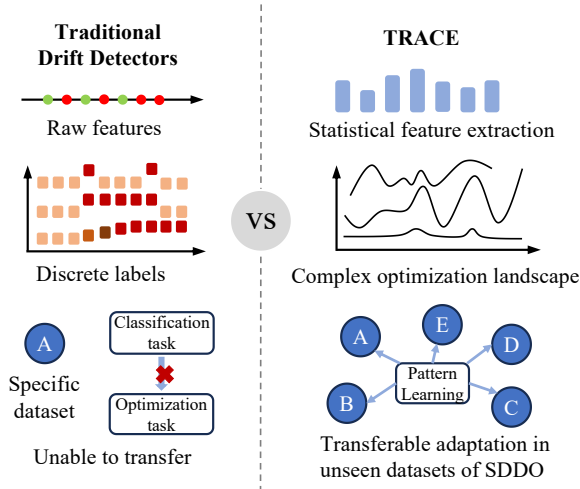 Traditional
Drift Detectors
Raw features
Discrete labels
A
Specific
dataset
Classification
task
Optimization
task
Unable to transfer
VS
TRACE
Statistical feature extraction
Complex optimization landscape
A
E
D
B
C
Pattern
Learning
Transferable adaptation in
unseen datasets of SDDO